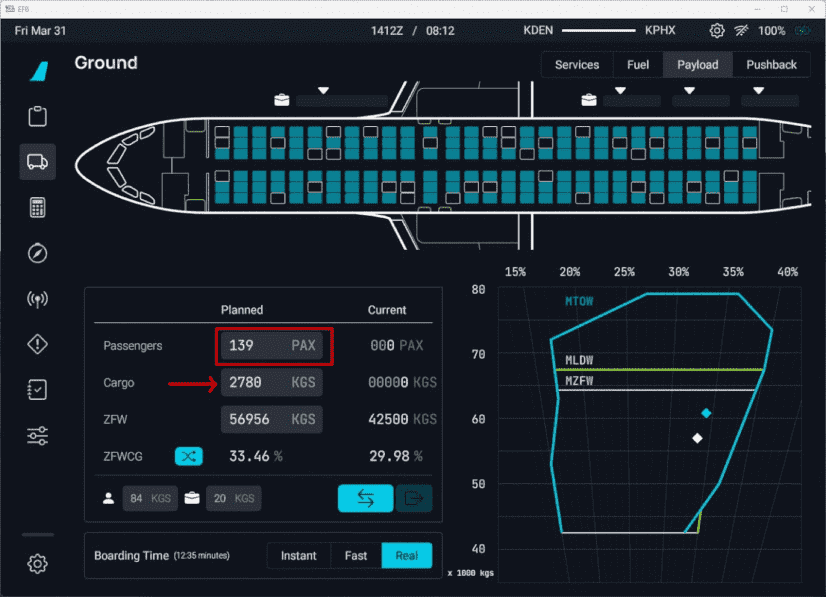 EFB
Fri Mar 31
1412Z / 08:12
KDEN KPHX
100%
Ground
Services Fuel Payload Pushback
Planned Current
Passengers 139 PAX 000 PAX
Cargo 2780 KGS 00000 KGS
ZFW 56956 KGS 42500 KGS
ZFWCG 33.46 % 29.98 %
84 KGS 20 KGS
Boarding Time (12:35 minutes) Instant Fast Real
15% 20% 25% 30% 35% 40%
80
MTOW
70
MLDW
MZFW
60
50
40
x 1000 kgs